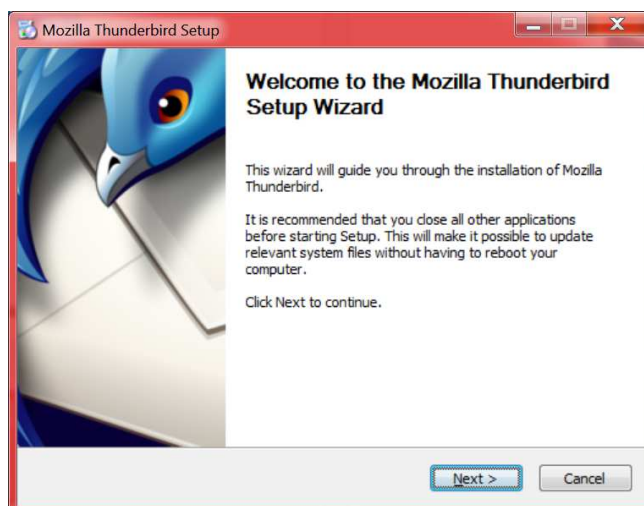 Mozilla Thunderbird Setup
Welcome to the Mozilla Thunderbird
Setup Wizard
This wizard will guide you through the installation of Mozilla
Thunderbird.
It is recommended that you close all other applications
before starting Setup. This will make it possible to update
relevant system files without having to reboot your
computer.
Click Next to continue.
Next >
Cancel